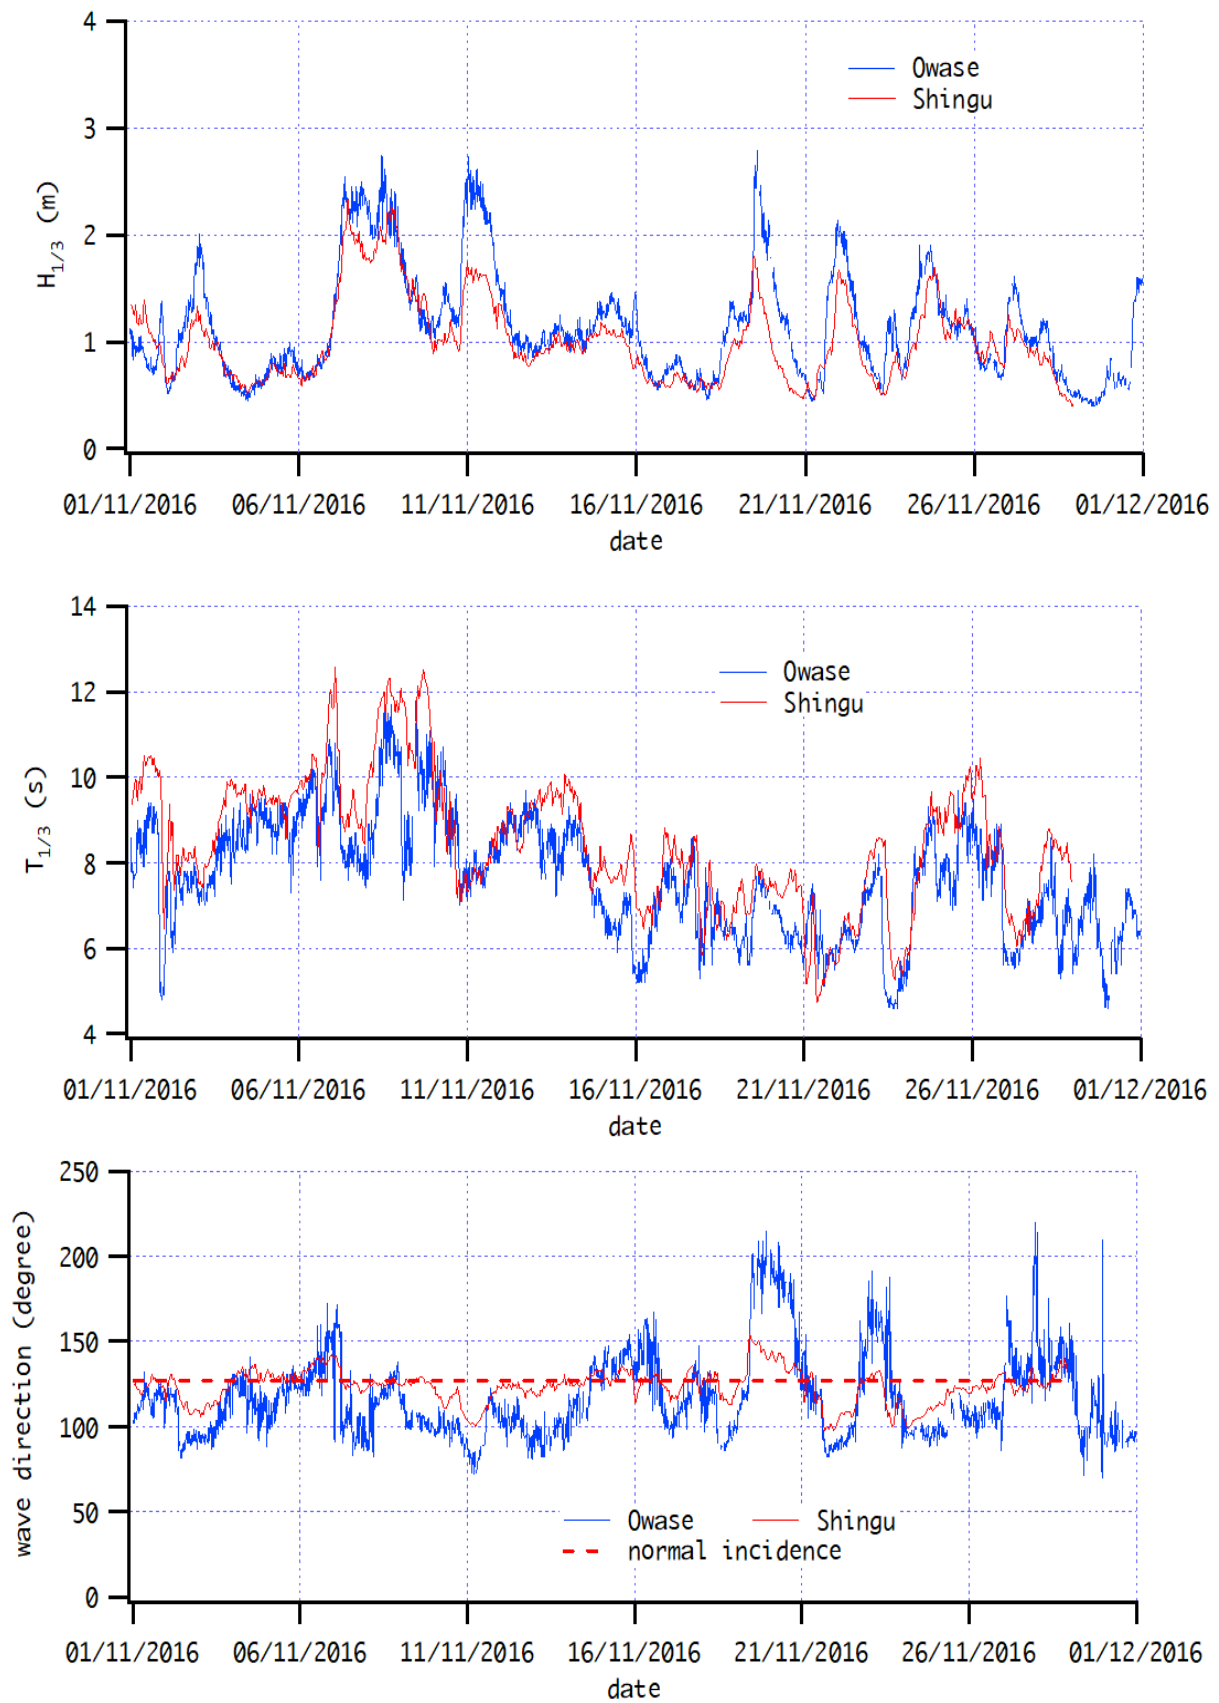 4
Owase
Shingu
3
H1/3 (m)
2
1
0
01/11/2016 06/11/2016 11/11/2016 16/11/2016 21/11/2016 26/11/2016 01/12/2016
date
14
Owase
12
Shingu
10
T1/3 (s)
8
6
4
01/11/2016 06/11/2016 11/11/2016 16/11/2016 21/11/2016 26/11/2016 01/12/2016
date
250
200
wave direction (degree)
150
100
50
Owase Shingu
normal incidence
0
01/11/2016 06/11/2016 11/11/2016 16/11/2016 21/11/2016 26/11/2016 01/12/2016
date